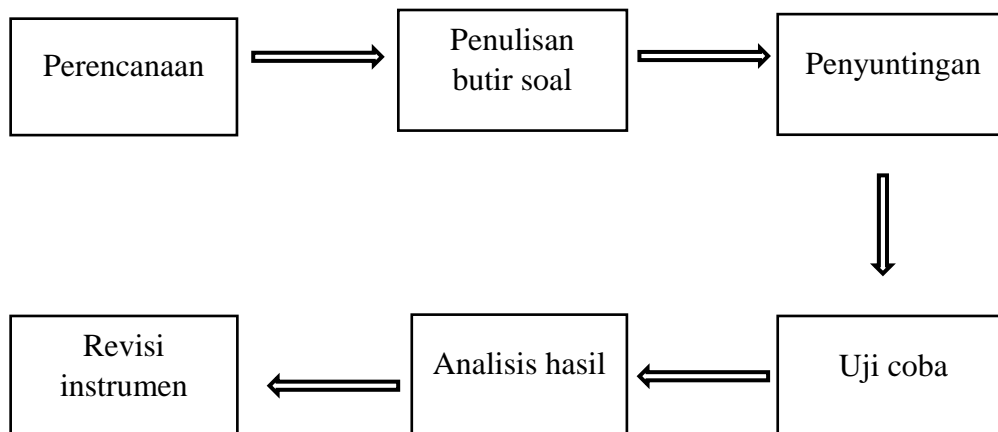 Perencanaan
Penulisan
butir soal
Penyuntingan
Uji coba
Analisis hasil
Revisi
instrumen